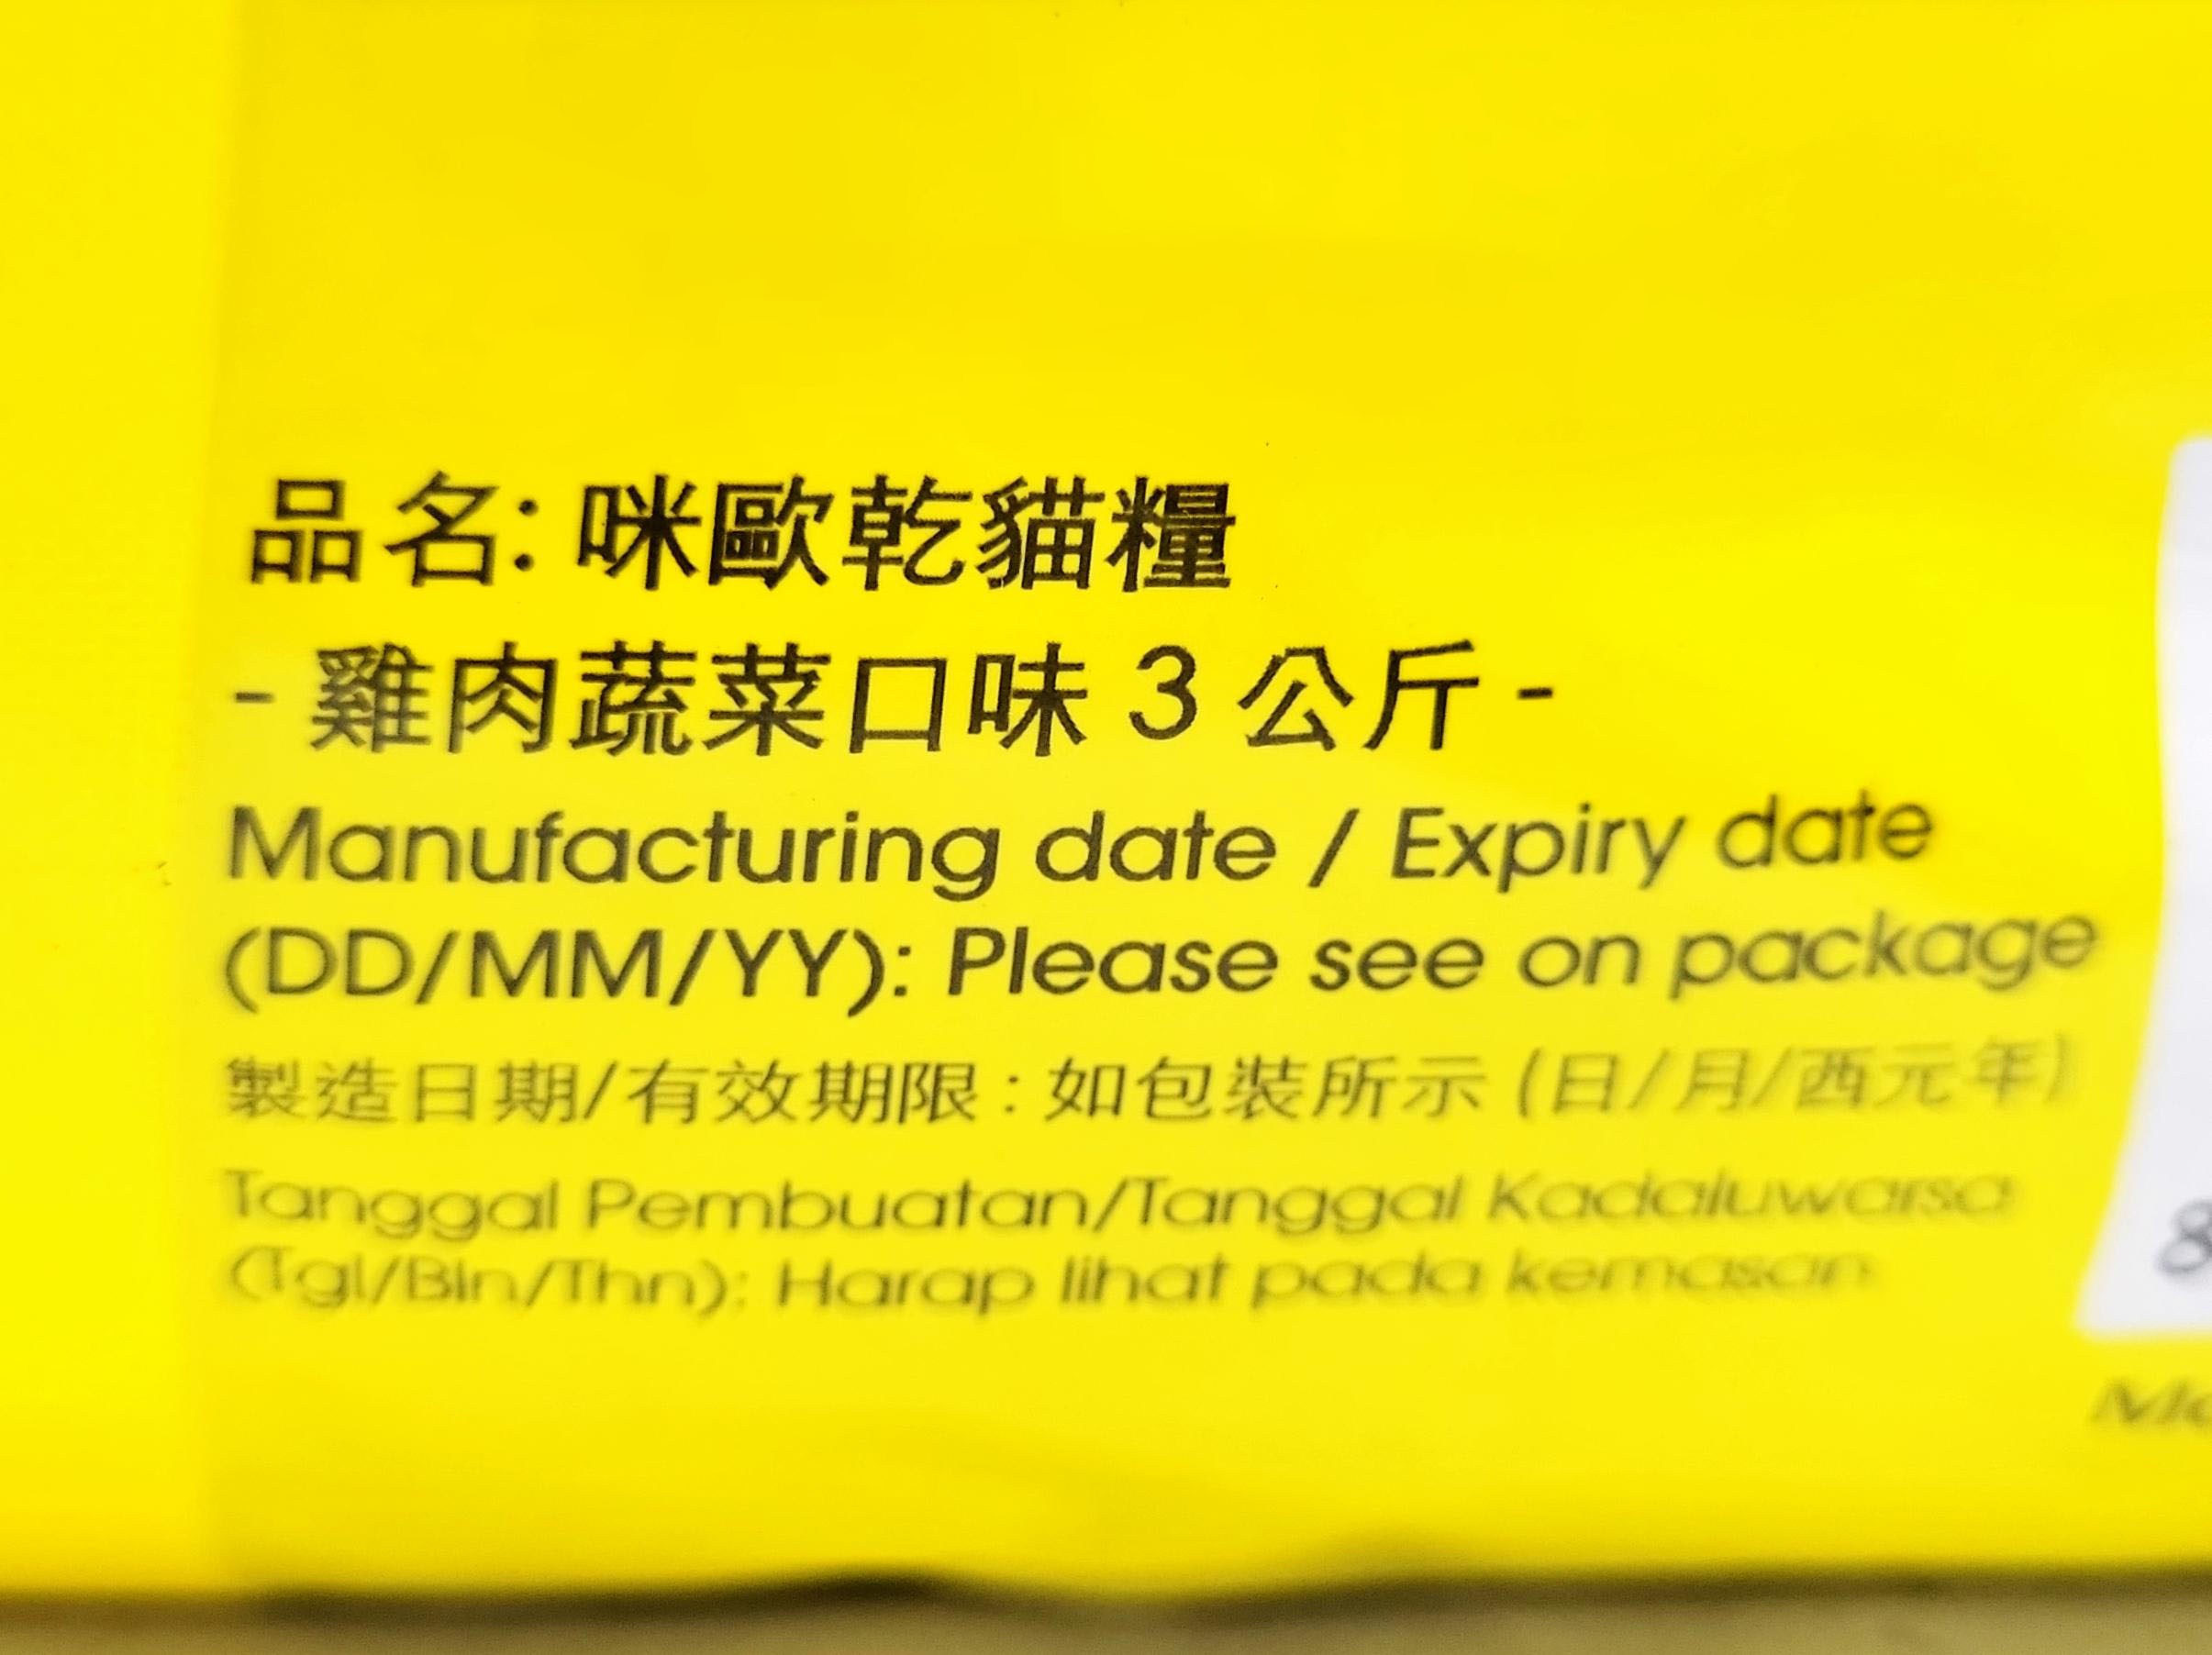 品名: 咪歐乾貓糧
- 雞肉蔬菜口味 3 公斤 -
Manufacturing date / Expiry date
(DD/MM/YY): Please see on package
製造日期/有效期限 : 如包裝所示 (日/月/西元年)
Tanggal Pembuatan/Tanggal Kadaluwarsa
(Tgl/Bln/Thn): Harap lihat pada kemasan
8